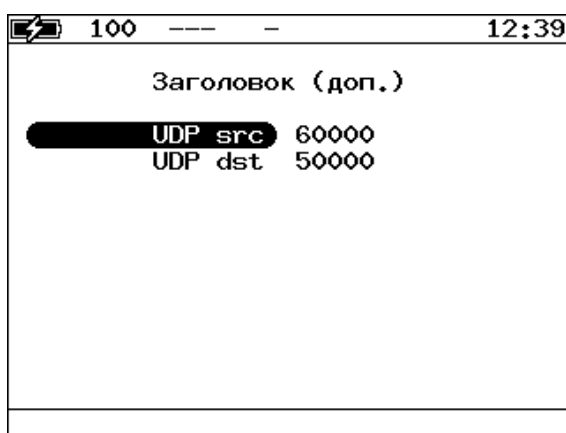 100 --- - 12:39
Заголовок (доп.)
UDP src 60000
UDP dst 50000